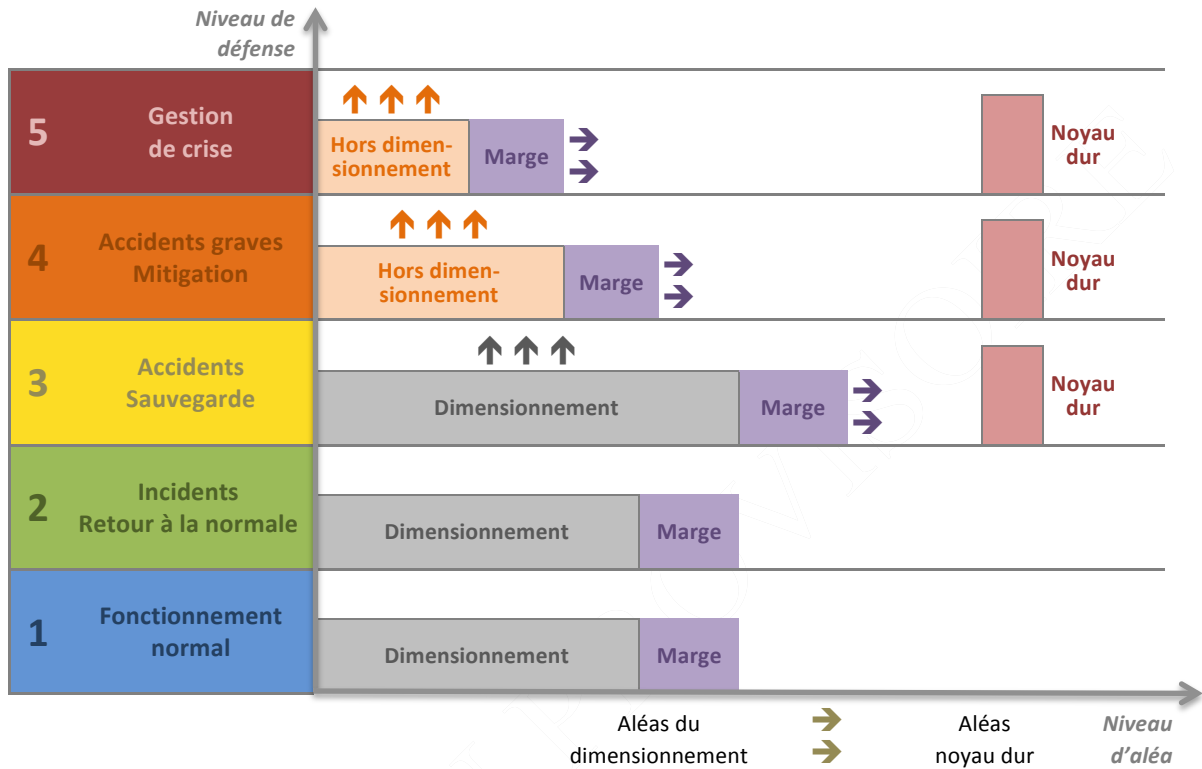 Niveau de
défense
5
Gestion
de crise
Hors dimen-
sionnement
Marge
Noyau
dur
4
Accidents graves
Mitigation
Hors dimen-
sionnement
Marge
Noyau
dur
3
Accidents
Sauvegarde
Dimensionnement
Marge
Noyau
dur
2
Incidents
Retour à la normale
Dimensionnement
Marge
1
Fonctionnement
normal
Dimensionnement
Marge
Aléas du
dimensionnement
Aléas
noyau dur
Niveau
d'aléa